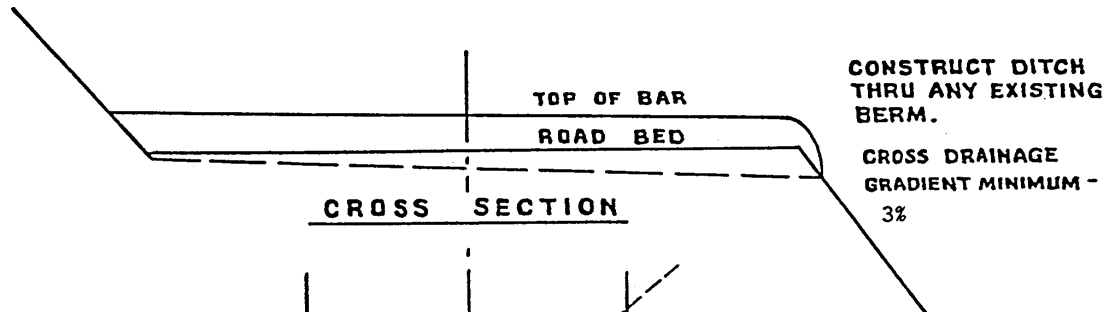 TOP OF BAR
ROAD BED
CROSS SECTION
CONSTRUCT DITCH
THRU ANY EXISTING
BERM.
CROSS DRAINAGE
GRADIENT MINIMUM -
3%